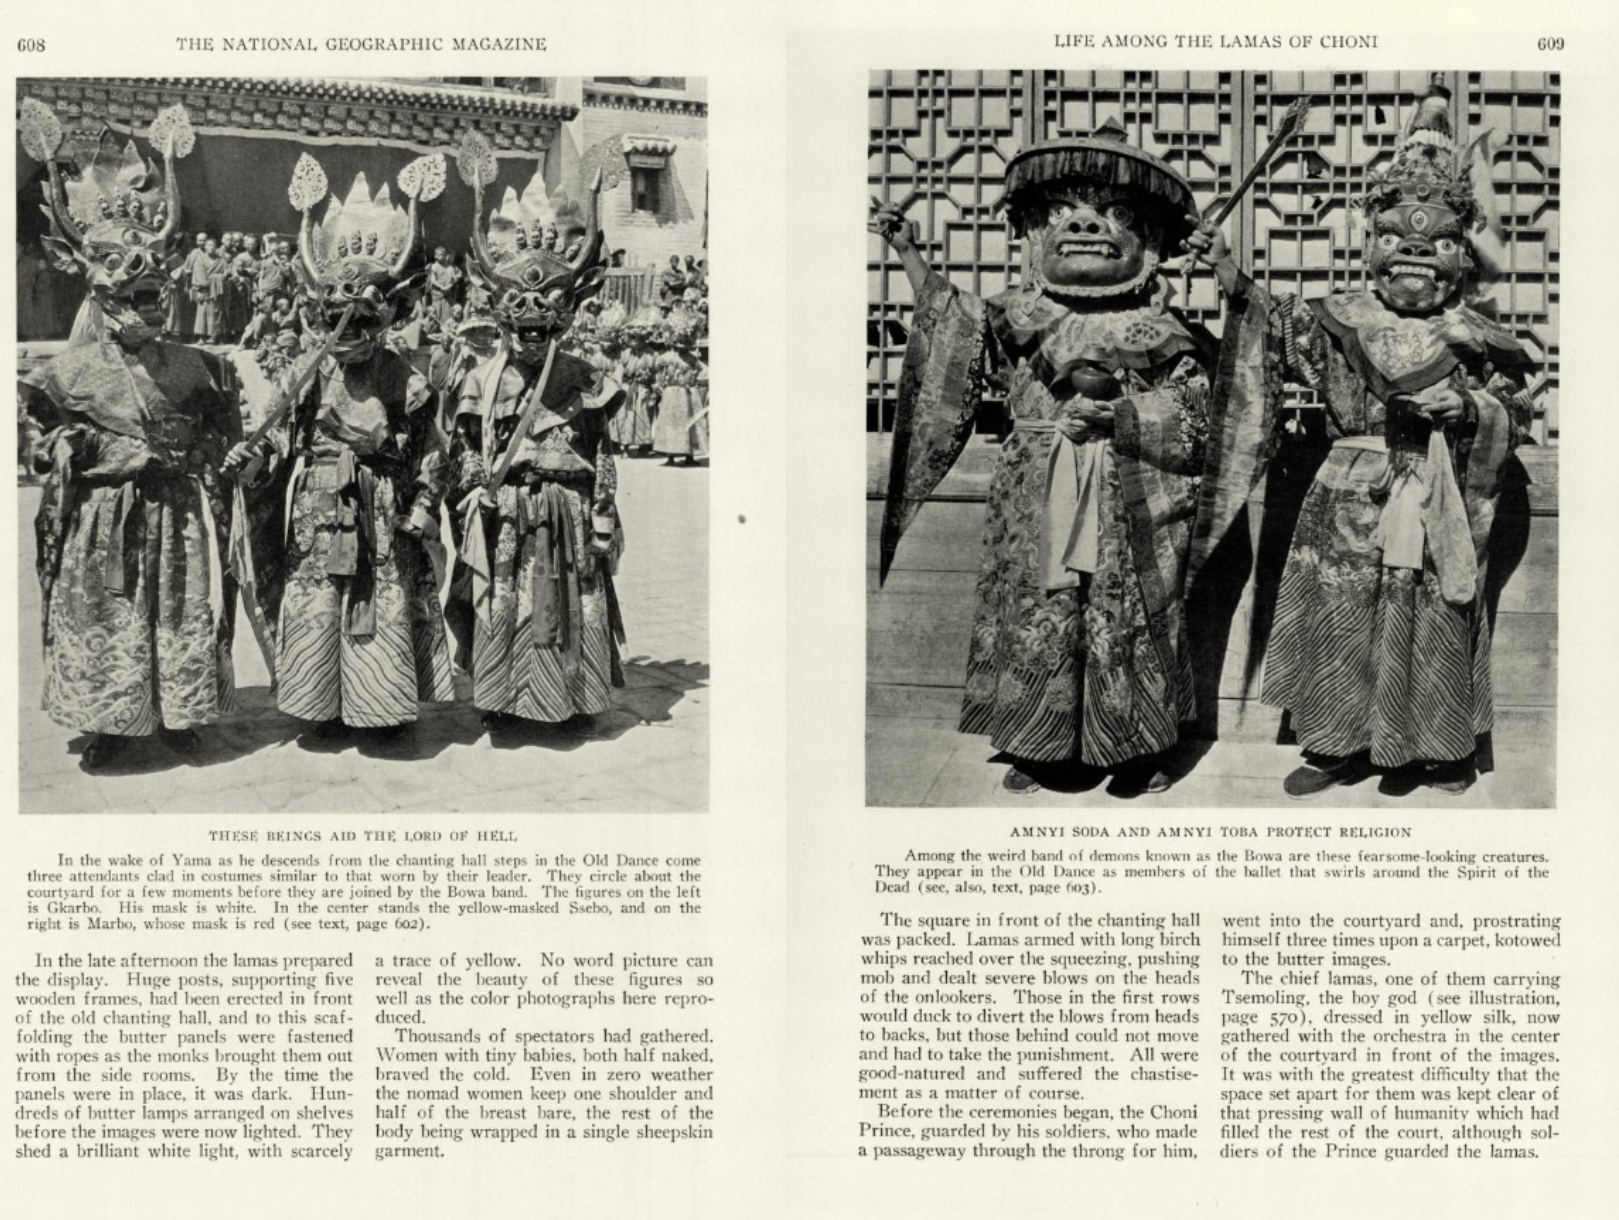 608
THE NATIONAL GEOGRAPHIC MAGAZINE
THESE BEINGS AID THE LORD OF HELL
In the wake of Yama as he descends from the chanting hall steps in the Old Dance come
three attendants clad in costumes similar to that worn by their leader. They circle about the
courtyard for a few moments before they are joined by the Bowa band. The figures on the left
is Gkarbo. His mask is white. In the center stands the yellow-masked Ssebo, and on the
right is Marbo, whose mask is red (see text, page 602).
In the late afternoon the lamas prepared
the display. Huge posts, supporting five
wooden frames, had been erected in front
of the old chanting hall, and to this scaf-
folding the butter panels were fastened
with ropes as the monks brought them out
from the side rooms. By the time the
panels were in place, it was dark. Hun-
dreds of butter lamps arranged on shelves
before the images were now lighted. They
shed a brilliant white light, with scarcely
a trace of yellow. No word picture can
reveal the beauty of these figures so
well as the color photographs here repro-
duced.
Thousands of spectators had gathered.
Women with tiny babies, both half naked,
braved the cold. Even in zero weather
the nomad women keep one shoulder and
half of the breast bare, the rest of the
body being wrapped in a single sheepskin
garment.
LIFE AMONG THE LAMAS OF CHONI
609
AMNYI SODA AND AMNYI TOBA PROTECT RELIGION
Among the weird band of demons known as the Bowa are these fearsome-looking creatures.
They appear in the Old Dance as members of the ballet that swirls around the Spirit of the
Dead (see, also, text, page 603).
The square in front of the chanting hall
was packed. Lamas armed with long birch
whips reached over the squeezing, pushing
mob and dealt severe blows on the heads
of the onlookers. Those in the first rows
would duck to divert the blows from heads
to backs, but those behind could not move
and had to take the punishment. All were
good-natured and suffered the chastise-
ment as a matter of course.
Before the ceremonies began, the Choni
Prince, guarded by his soldiers, who made
a passageway through the throng for him,
went into the courtyard and, prostrating
himself three times upon a carpet, kotowed
to the butter images.
The chief lamas, one of them carrying
Tsemoling, the boy god (see illustration,
page 570), dressed in yellow silk, now
gathered with the orchestra in the center
of the courtyard in front of the images.
It was with the greatest difficulty that the
space set apart for them was kept clear of
that pressing wall of humanity which had
filled the rest of the court, although sol-
diers of the Prince guarded the lamas.